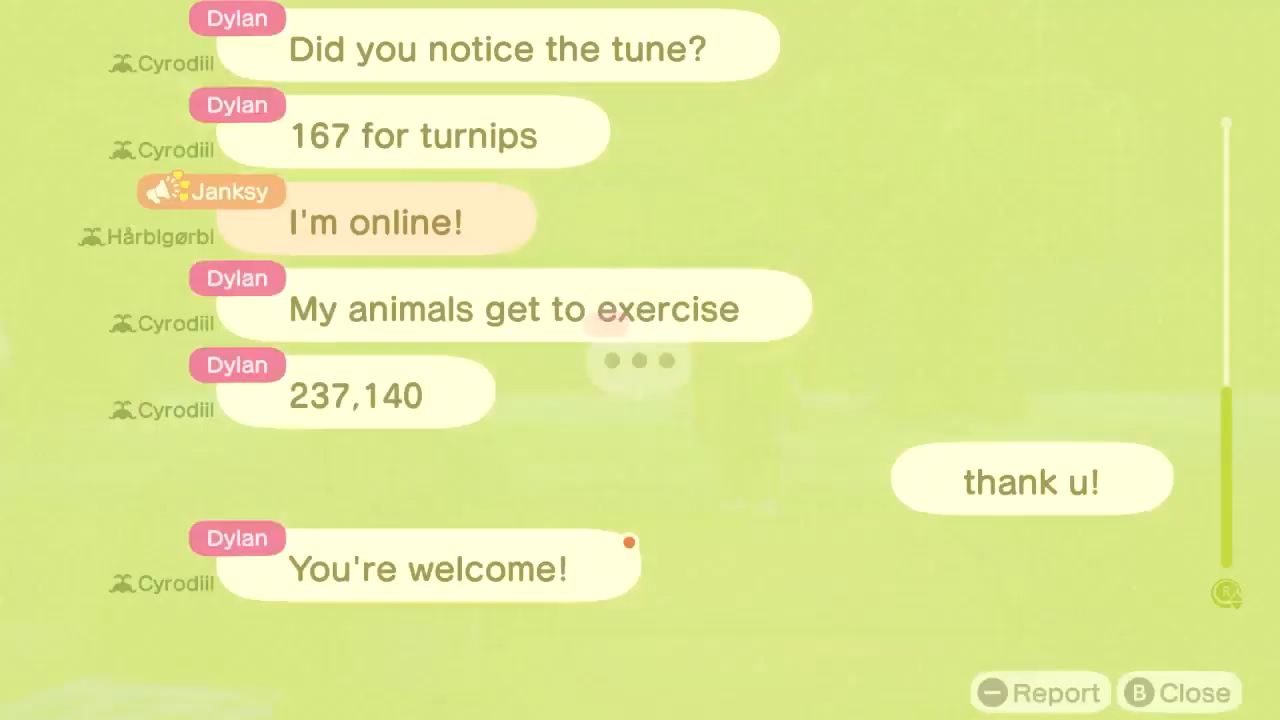 Dylan
Did you notice the tune?
Cyrodiil
Dylan
167 for turnips
Cyrodiil
Janksy
I'm online!
Hårblgørbl
Dylan
My animals get to exercise
Cyrodiil
Dylan
237,140
Cyrodiil
thank u!
Dylan
You're welcome!
Cyrodiil
R
Report
B Close